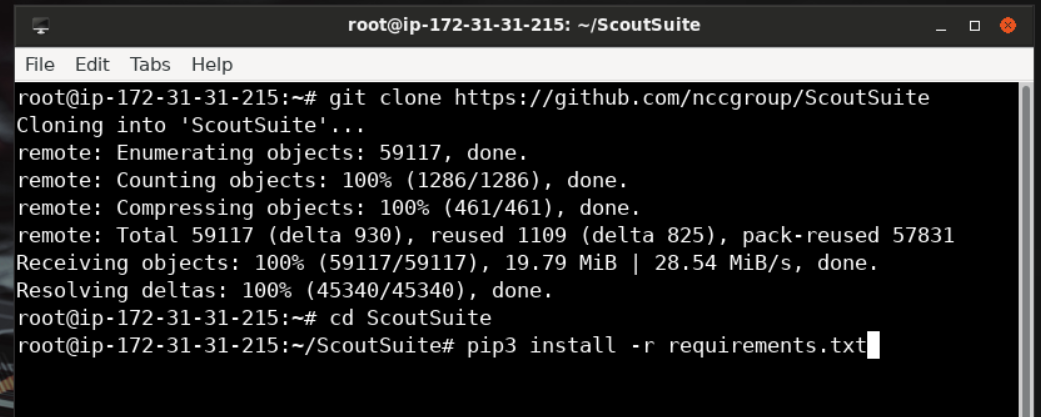 root@ip-172-31-31-215: ~/ScoutSuite
File Edit Tabs Help
root@ip-172-31-31-215:~# git clone https://github.com/nccgroup/ScoutSuite
Cloning into 'ScoutSuite'...
remote: Enumerating objects: 59117, done.
remote: Counting objects: 100% (1286/1286), done.
remote: Compressing objects: 100% (461/461), done.
remote: Total 59117 (delta 930), reused 1109 (delta 825), pack-reused 57831
Receiving objects: 100% (59117/59117), 19.79 MiB | 28.54 MiB/s, done.
Resolving deltas: 100% (45340/45340), done.
root@ip-172-31-31-215:~# cd ScoutSuite
root@ip-172-31-31-215:~/ScoutSuite# pip3 install -r requirements.txt